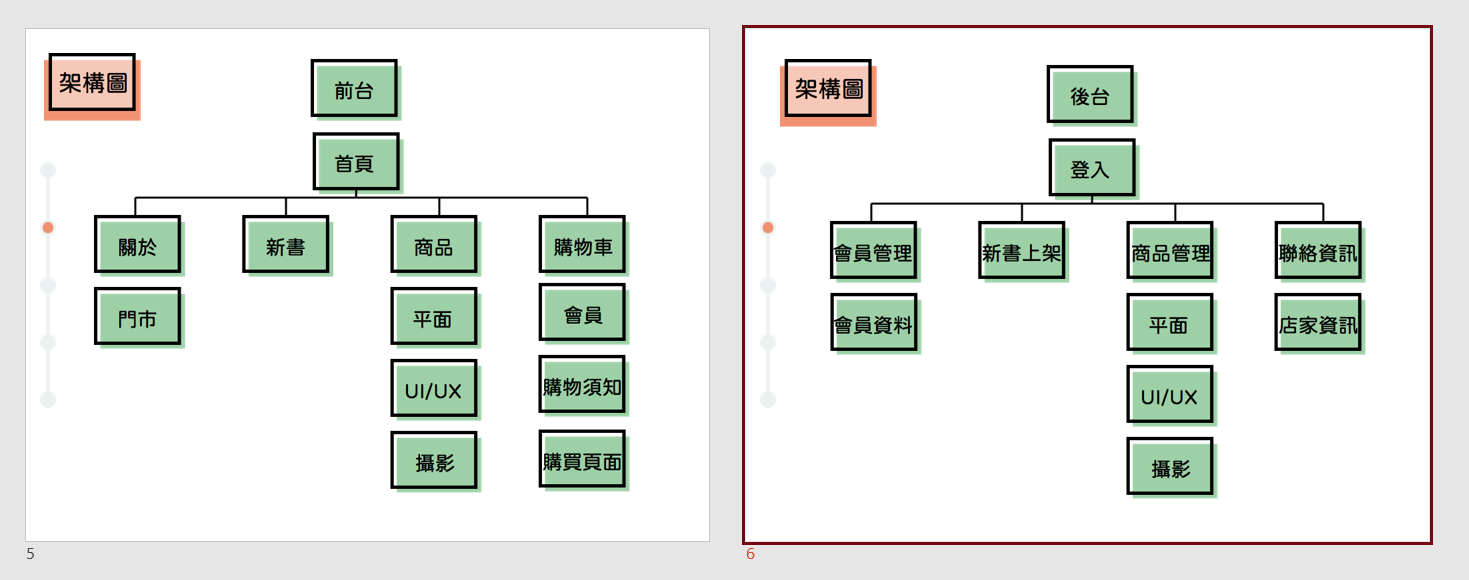 架構圖
前台
首頁
關於
新書
商品
購物車
門市
平面
會員
UI/UX
購物須知
攝影
購買頁面
5
架構圖
後台
登入
會員管理
新書上架
商品管理
聯絡資訊
會員資料
平面
店家資訊
UI/UX
攝影
6